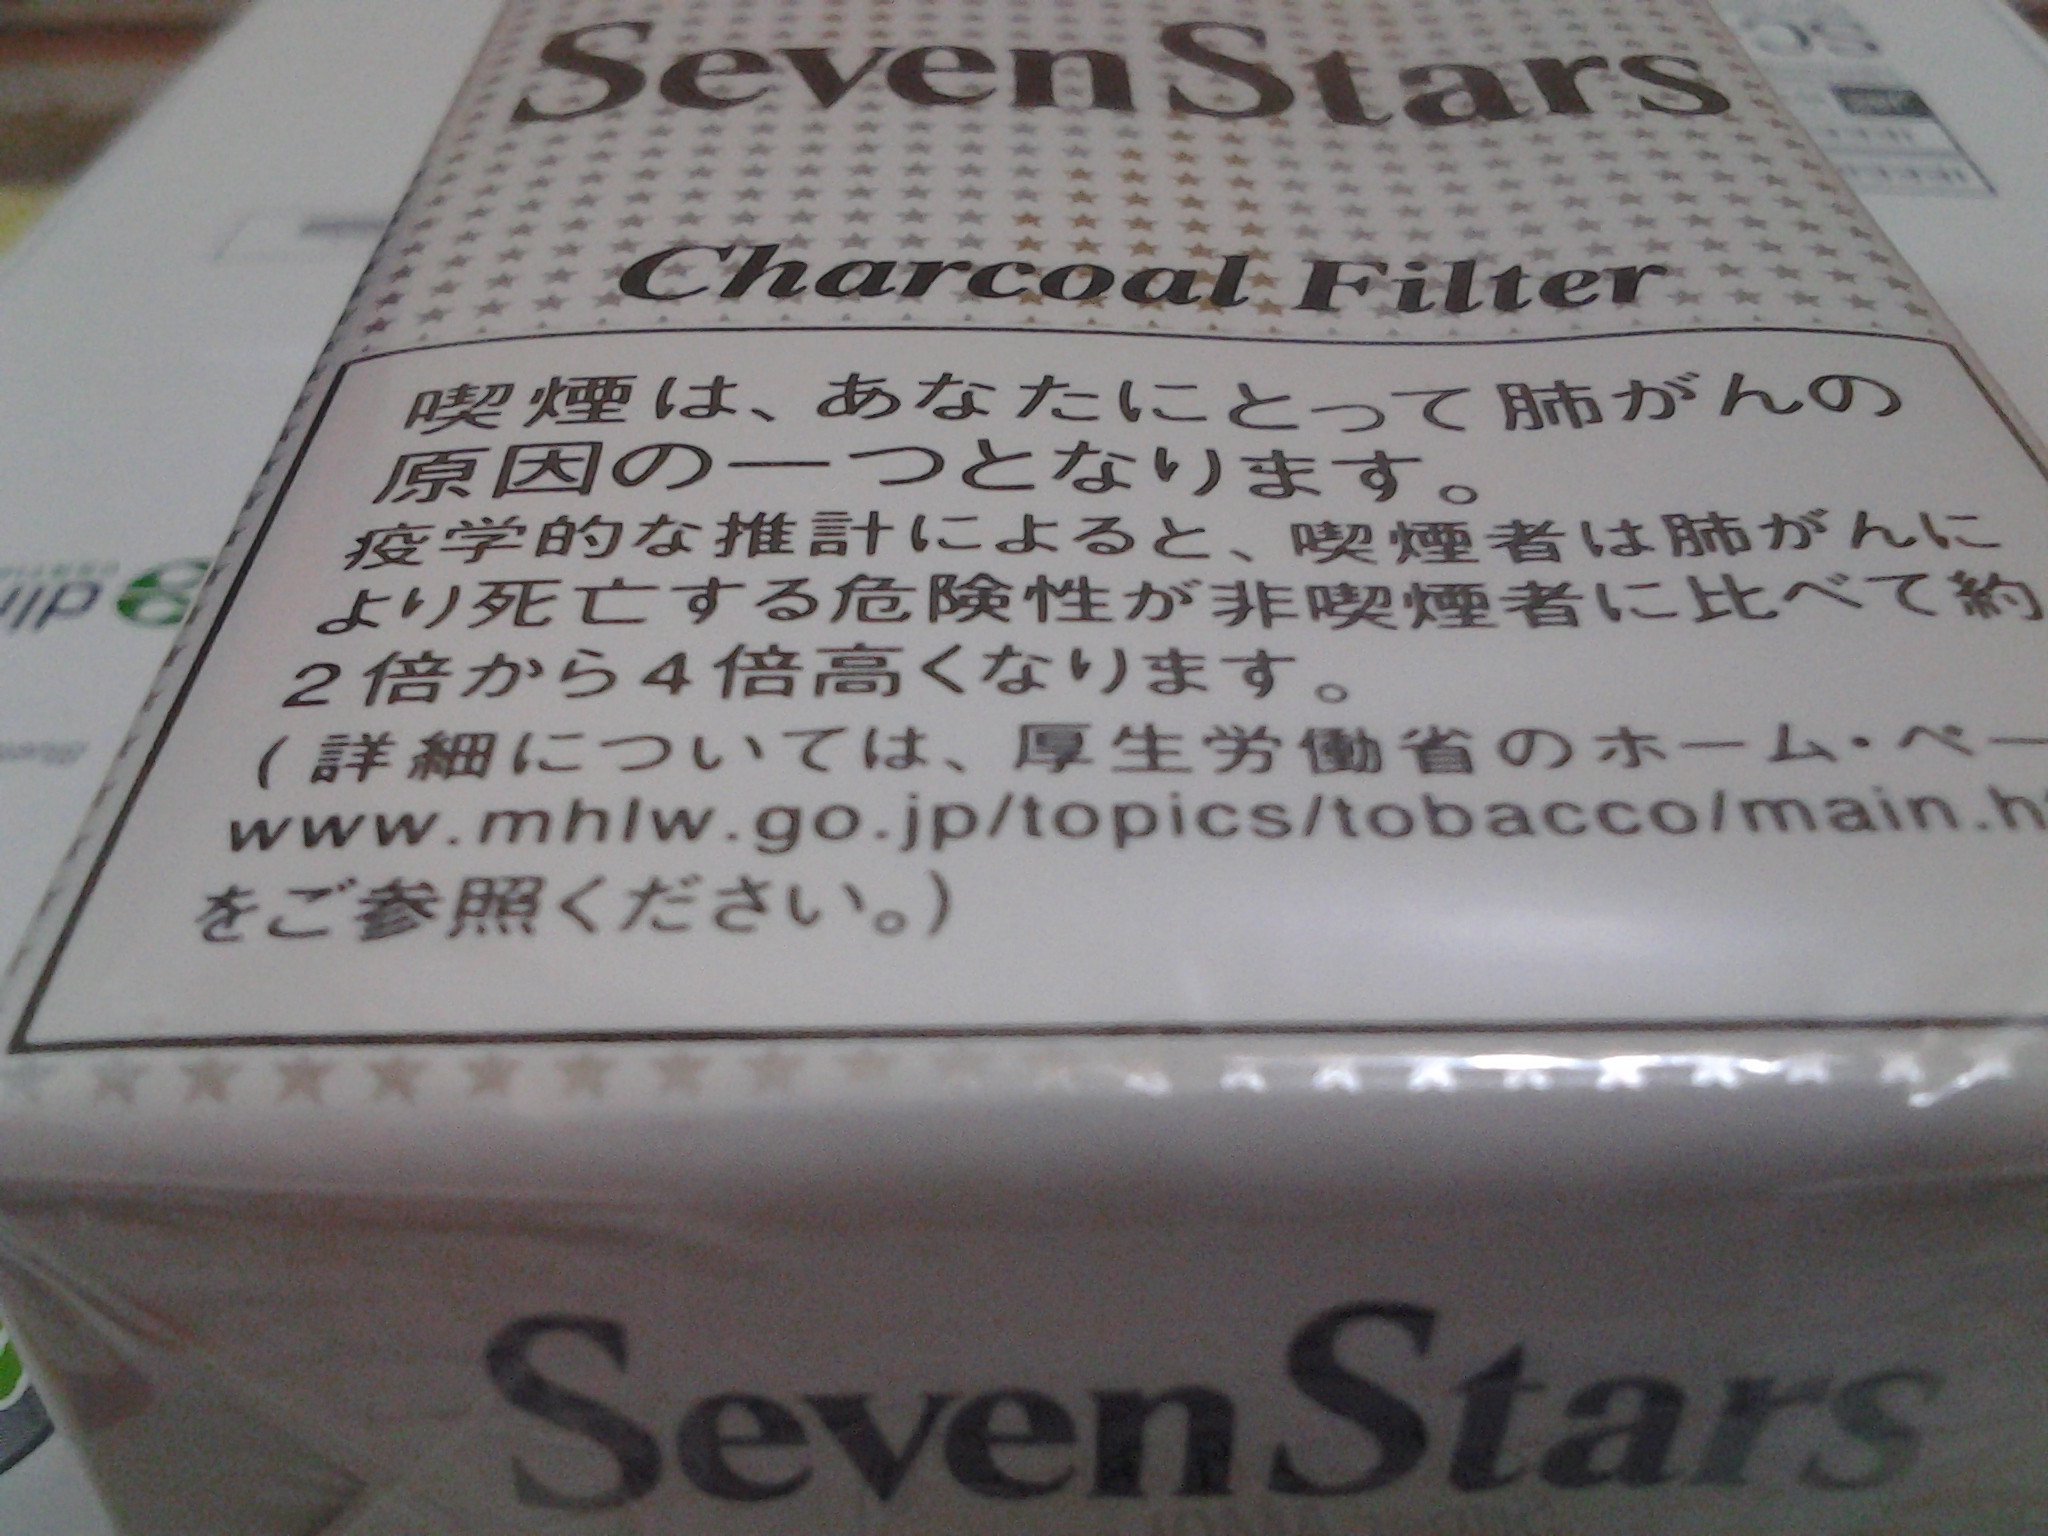 Seven Stars
Charcoal Filter
喫煙は、あなたにとって肺がんの
原因の一つとなります。
疫学的な推計によると、喫煙者は肺がんに
より死亡する危険性が非喫煙者に比べて約
2倍から4倍高くなります。
(詳細については、厚生労働省のホーム・ペー
www.mhlw.go.jp/topics/tobacco/main.h
をご参照ください。)
Seven Stars